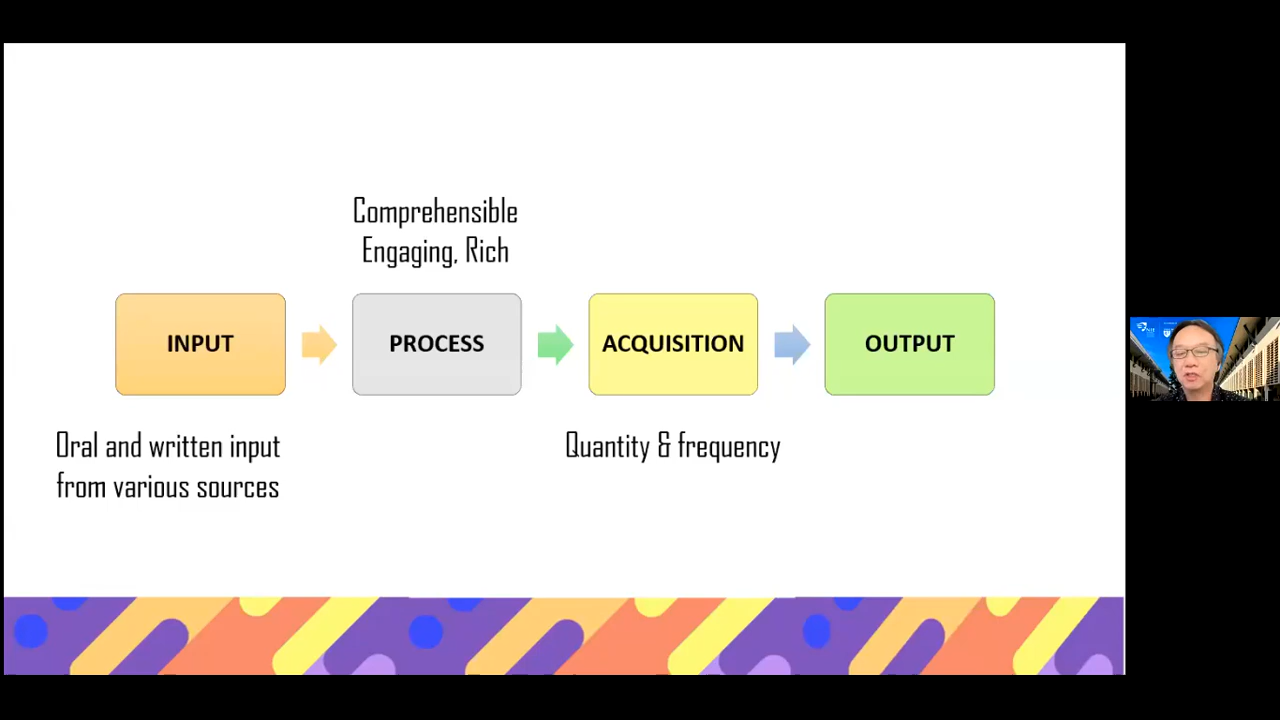 Comprehensible
Engaging, Rich
INPUT
PROCESS
ACQUISITION
OUTPUT
Oral and written input
from various sources
Quantity & frequency